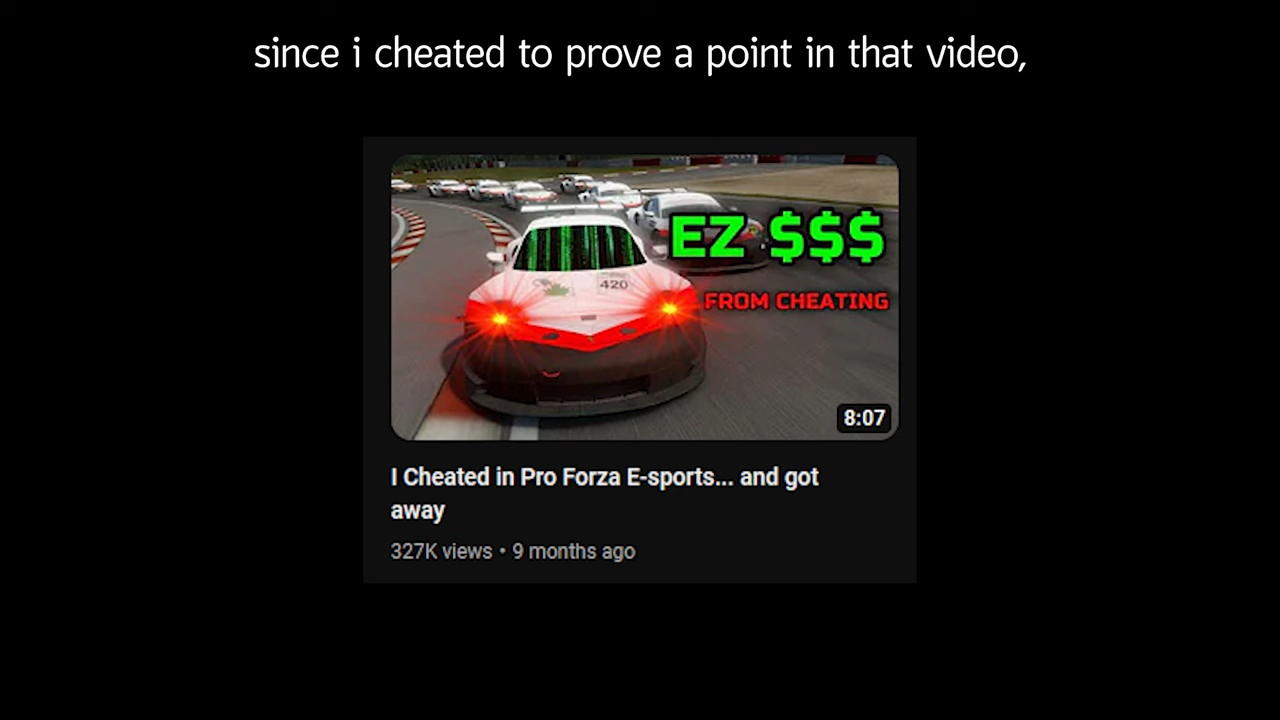 since i cheated to prove a point in that video,
EZ $$$
420
FROM CHEATING
8:07
I Cheated in Pro Forza E-sports... and got
away
327K views • 9 months ago